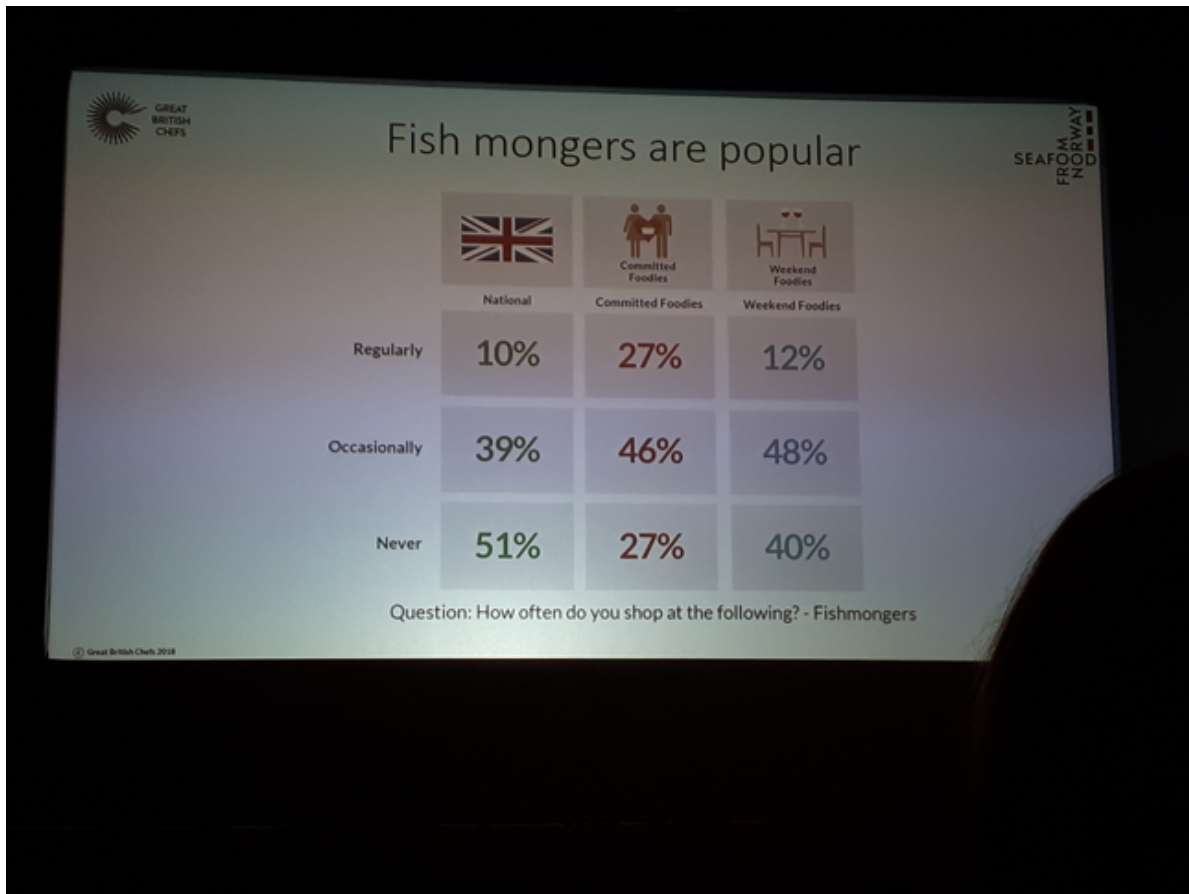 GREAT
BRITISH
CHEFS
Fish mongers are popular
SEAFOOD
FROM
NORWAY
Committed
Foodies
Weekend
Foodies
National Committed Foodies Weekend Foodies
Regularly 10% 27% 12%
Occasionally 39% 46% 48%
Never 51% 27% 40%
Question: How often do you shop at the following? - Fishmongers
© Great British Chefs 2018